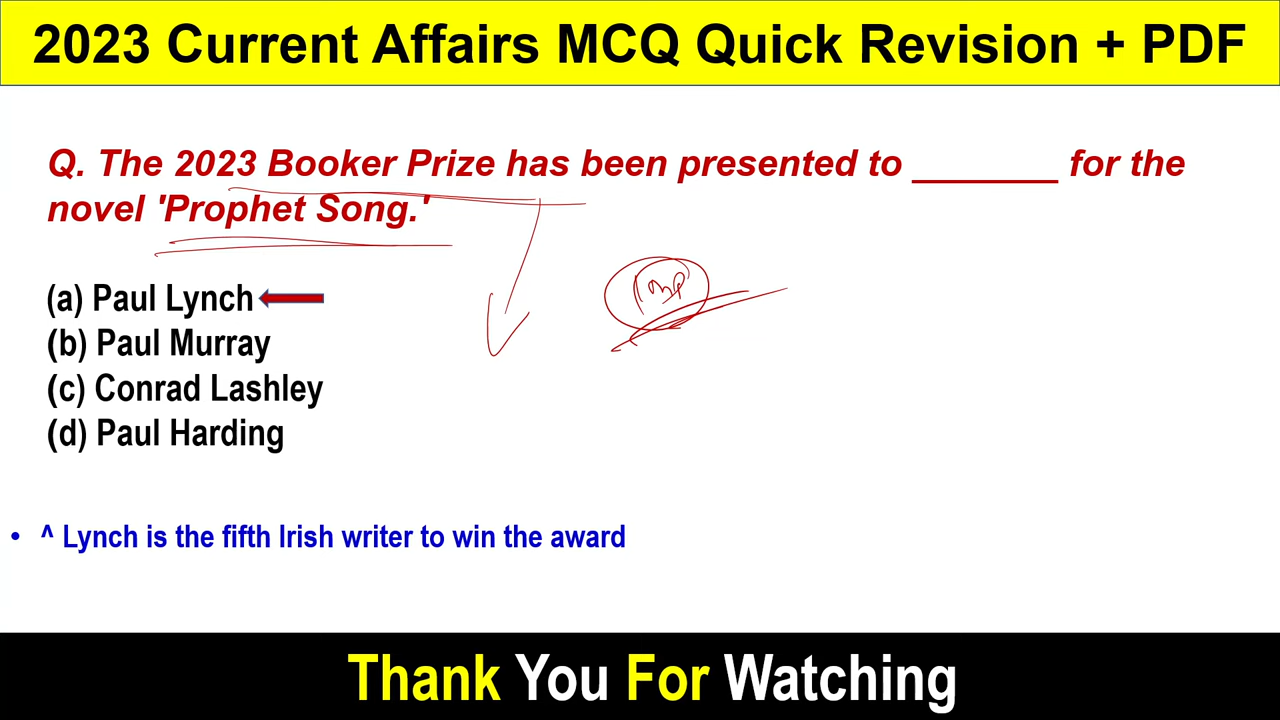 2023 Current Affairs MCQ Quick Revision + PDF
Q. The 2023 Booker Prize has been presented to _______ for the
novel 'Prophet Song.'
(a) Paul Lynch
(b) Paul Murray
(c) Conrad Lashley
(d) Paul Harding
• ^ Lynch is the fifth Irish writer to win the award
Thank You For Watching